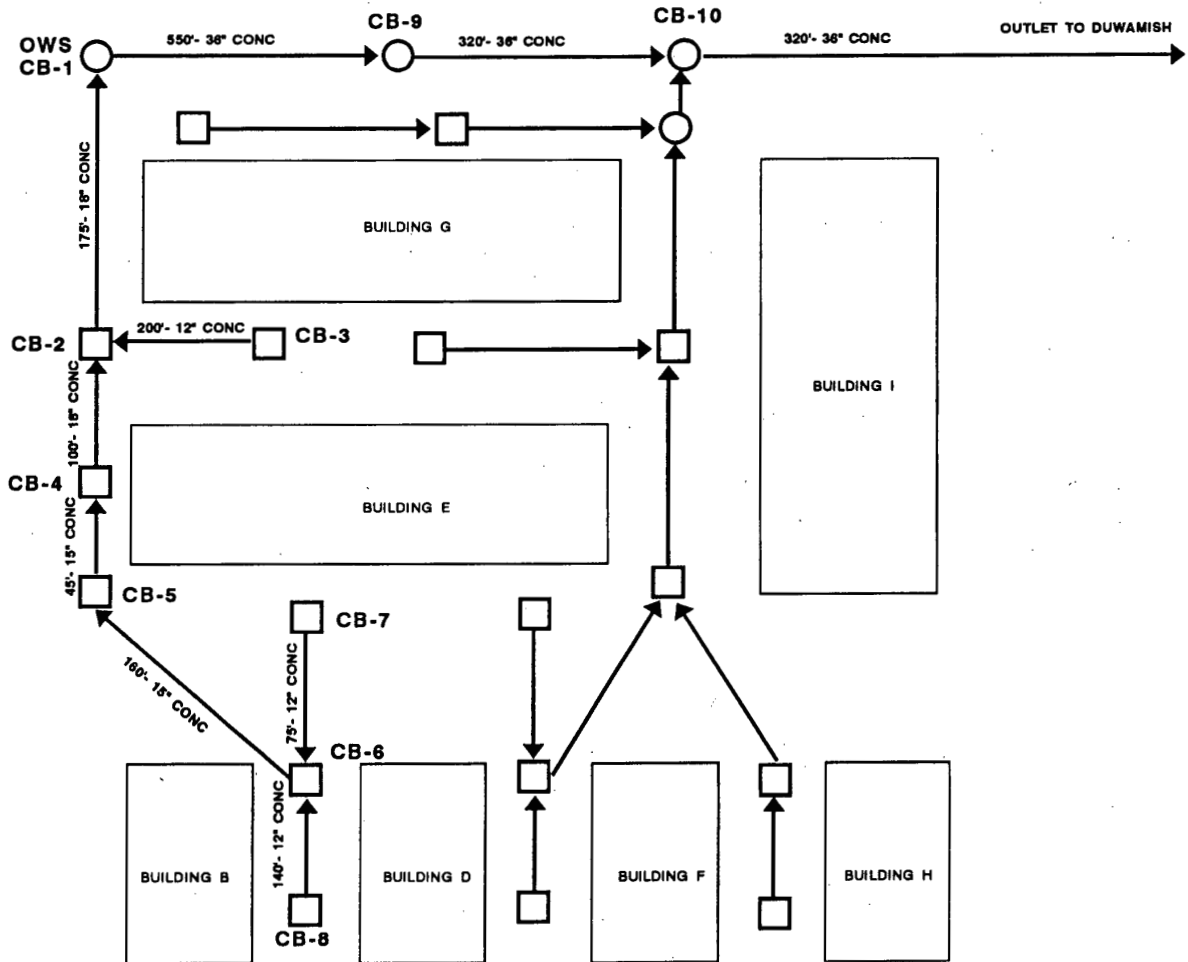 CB-9
CB-10
OWS
CB-1
550'- 36" CONC
320'- 36" CONC
320'- 36" CONC
OUTLET TO DUWAMISH
175'- 18" CONC
BUILDING G
CB-2
200'- 12" CONC
CB-3
BUILDING I
100'- 18" CONC
CB-4
BUILDING E
45'- 15" CONC
CB-5
CB-7
160'- 15" CONC
75'- 12" CONC
CB-6
140'- 12" CONC
BUILDING B
BUILDING D
BUILDING F
BUILDING H
CB-8